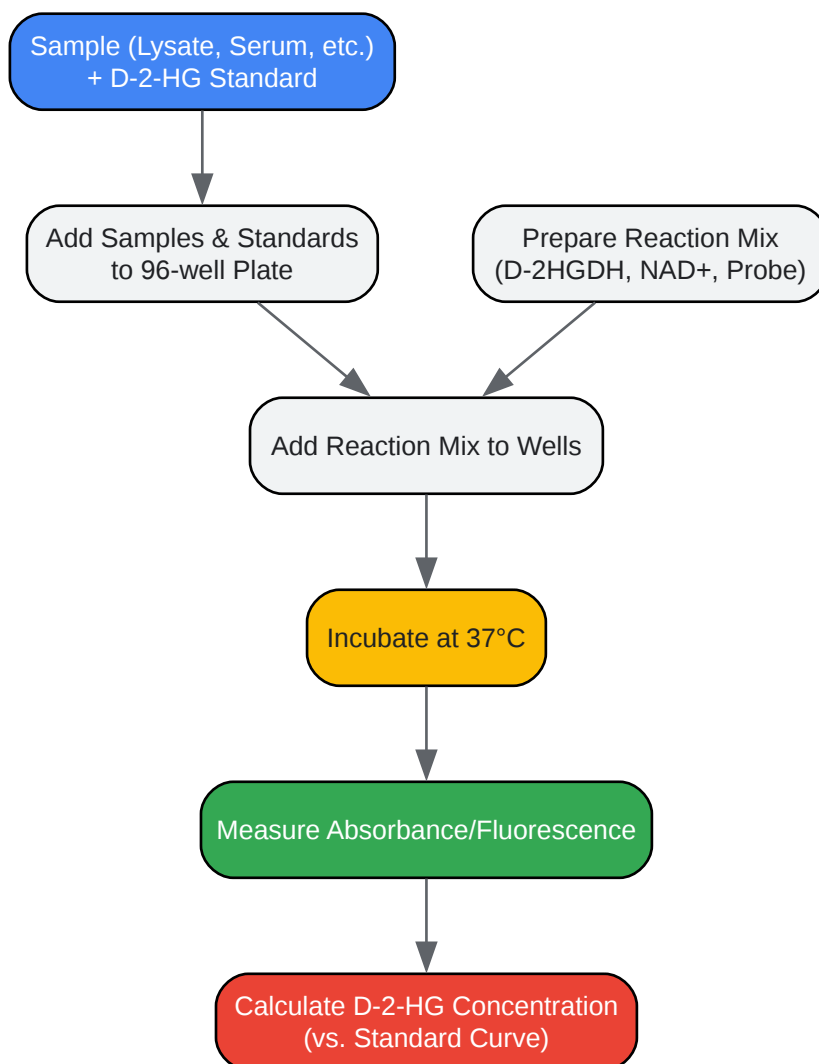 Sample (Lysate, Serum, etc.)
+ D-2-HG Standard
Add Samples & Standards
to 96-well Plate
Prepare Reaction Mix
(D-2HGDH, NAD+, Probe)
Add Reaction Mix to Wells
Incubate at 37°C
Measure Absorbance/Fluorescence
Calculate D-2-HG Concentration
(vs. Standard Curve)